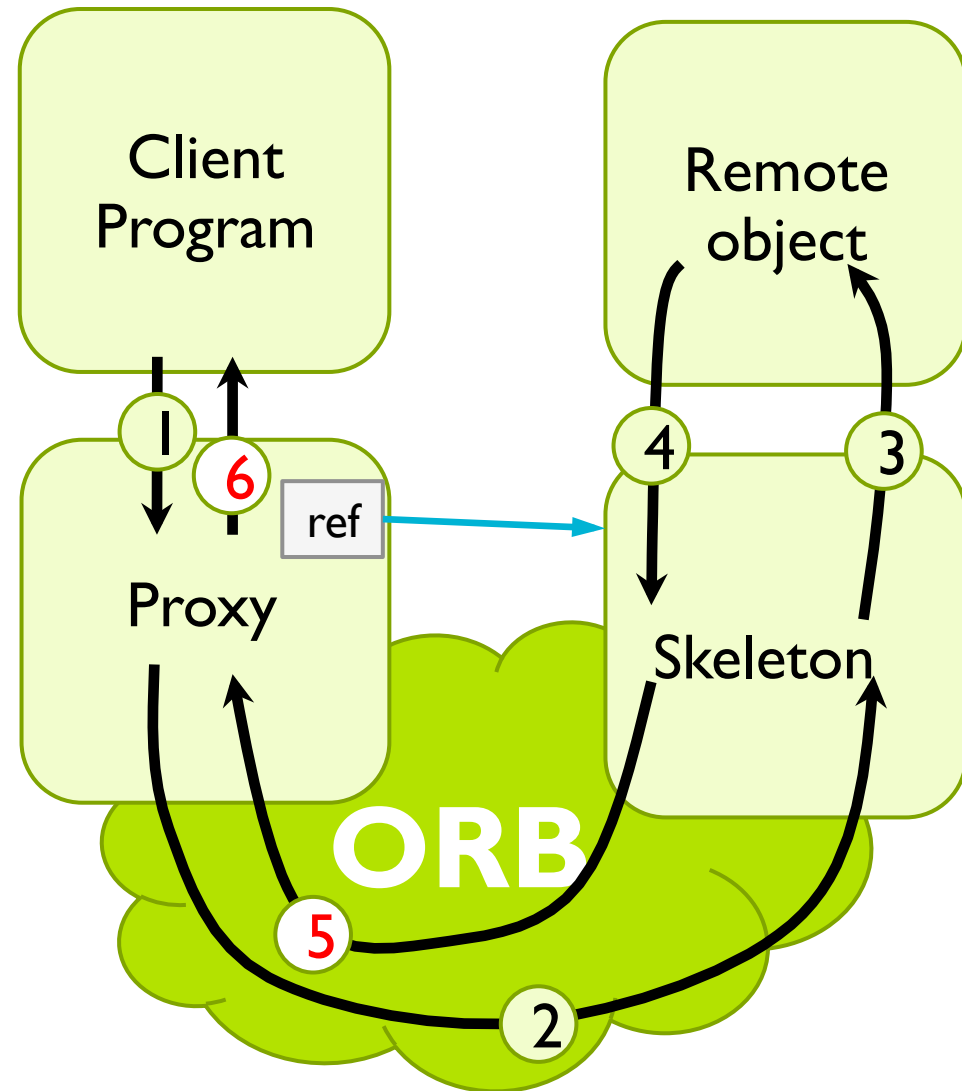 Client
Program
Remote
object
1
6
4
3
ref
Proxy
Skeleton
ORB
5
2